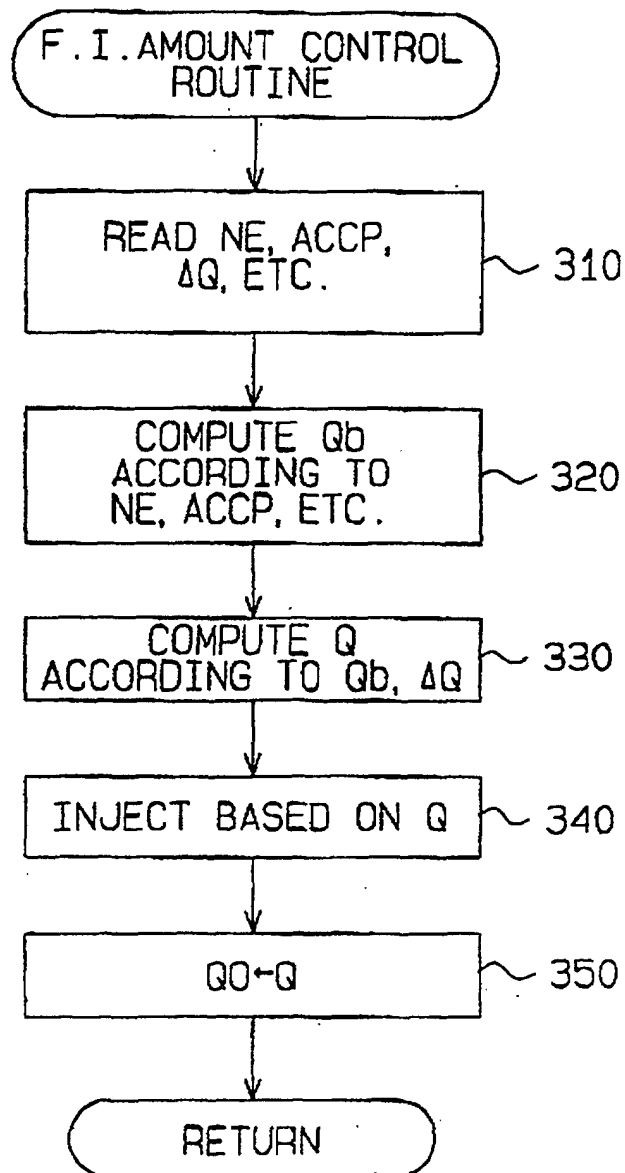 F.I.AMOUNT CONTROL
ROUTINE
READ NE, ACCP,
ΔQ, ETC.
310
COMPUTE Qb
ACCORDING TO
NE, ACCP, ETC.
320
COMPUTE Q
ACCORDING TO Qb, ΔQ
330
INJECT BASED ON Q
340
QO←Q
350
RETURN